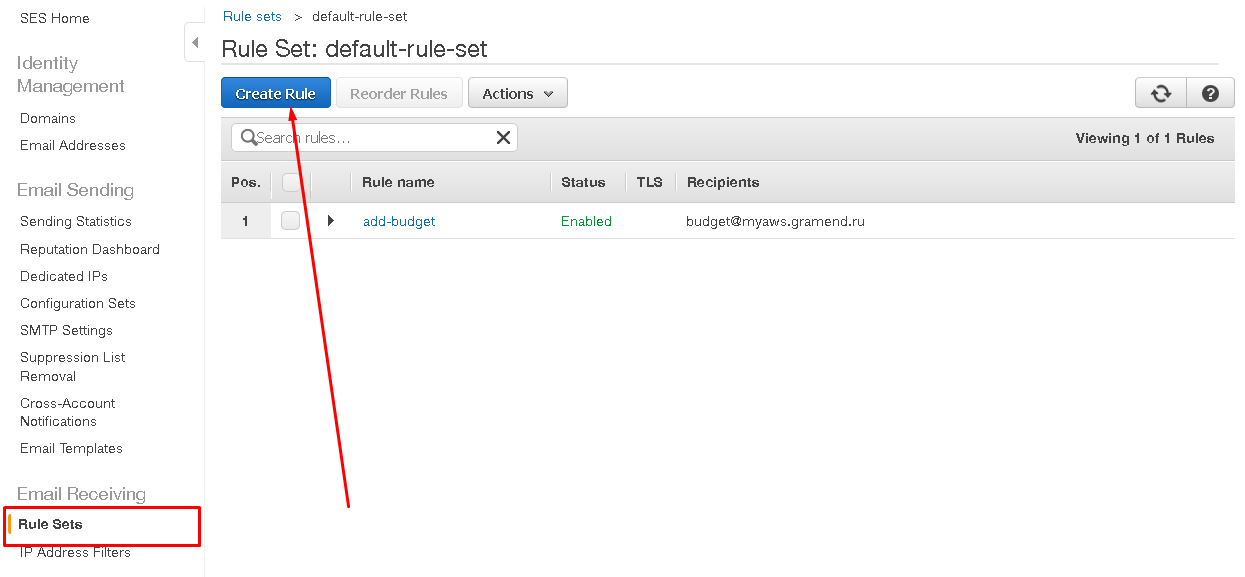 SES Home
Identity
Management
Domains
Email Addresses
Email Sending
Sending Statistics
Reputation Dashboard
Dedicated IPs
Configuration Sets
SMTP Settings
Suppression List
Removal
Cross-Account
Notifications
Email Templates
Email Receiving
Rule Sets
IP Address Filters
Rule sets > default-rule-set
Rule Set: default-rule-set
Create Rule Reorder Rules Actions
Search rules... Viewing 1 of 1 Rules
Pos. Rule name Status TLS Recipients
1 add-budget Enabled budget@myaws.gramend.ru